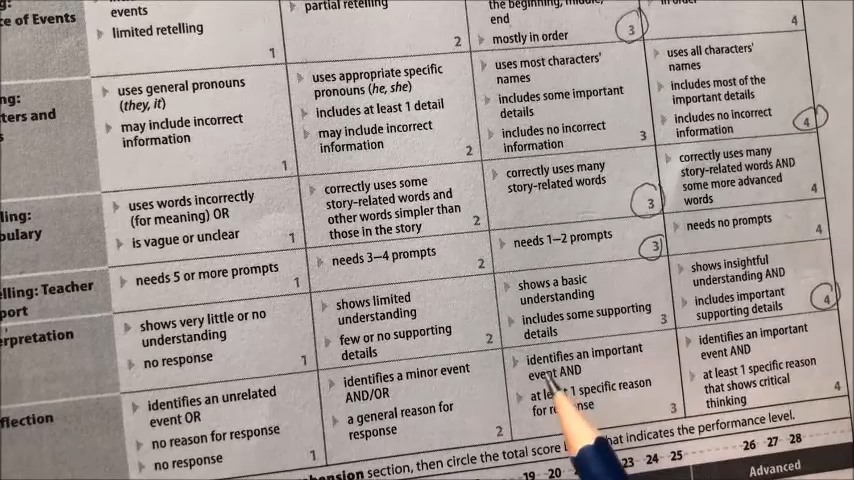 ce of Events
events
limited retelling
1
partial retelling
2
the beginning, middle,
end
mostly in order
3
in order
4
ng:
ters and
s
uses general pronouns
(they, it)
may include incorrect
information
1
uses appropriate specific
pronouns (he, she)
includes at least 1 detail
may include incorrect
information
2
uses most characters'
names
includes some important
details
includes no incorrect
information
3
uses all characters'
names
includes most of the
important details
includes no incorrect
information
4
lling:
bulary
uses words incorrectly
(for meaning) OR
is vague or unclear
1
correctly uses some
story-related words and
other words simpler than
those in the story
2
correctly uses many
story-related words
3
correctly uses many
story-related words AND
some more advanced
words
4
elling: Teacher
port
needs 5 or more prompts
1
needs 3–4 prompts
2
needs 1–2 prompts
3
needs no prompts
4
erpretation
shows very little or no
understanding
no response
1
shows limited
understanding
few or no supporting
details
2
shows a basic
understanding
includes some supporting
details
3
shows insightful
understanding AND
includes important
supporting details
4
flection
identifies an unrelated
event OR
no reason for response
no response
1
identifies a minor event
AND/OR
a general reason for
response
2
identifies an important
event AND
at least 1 specific reason
for response
3
identifies an important
event AND
at least 1 specific reason
that shows critical
thinking
4
hension section, then circle the total score that indicates the performance level.
19 20 23 24 25 26 27 28
Advanced